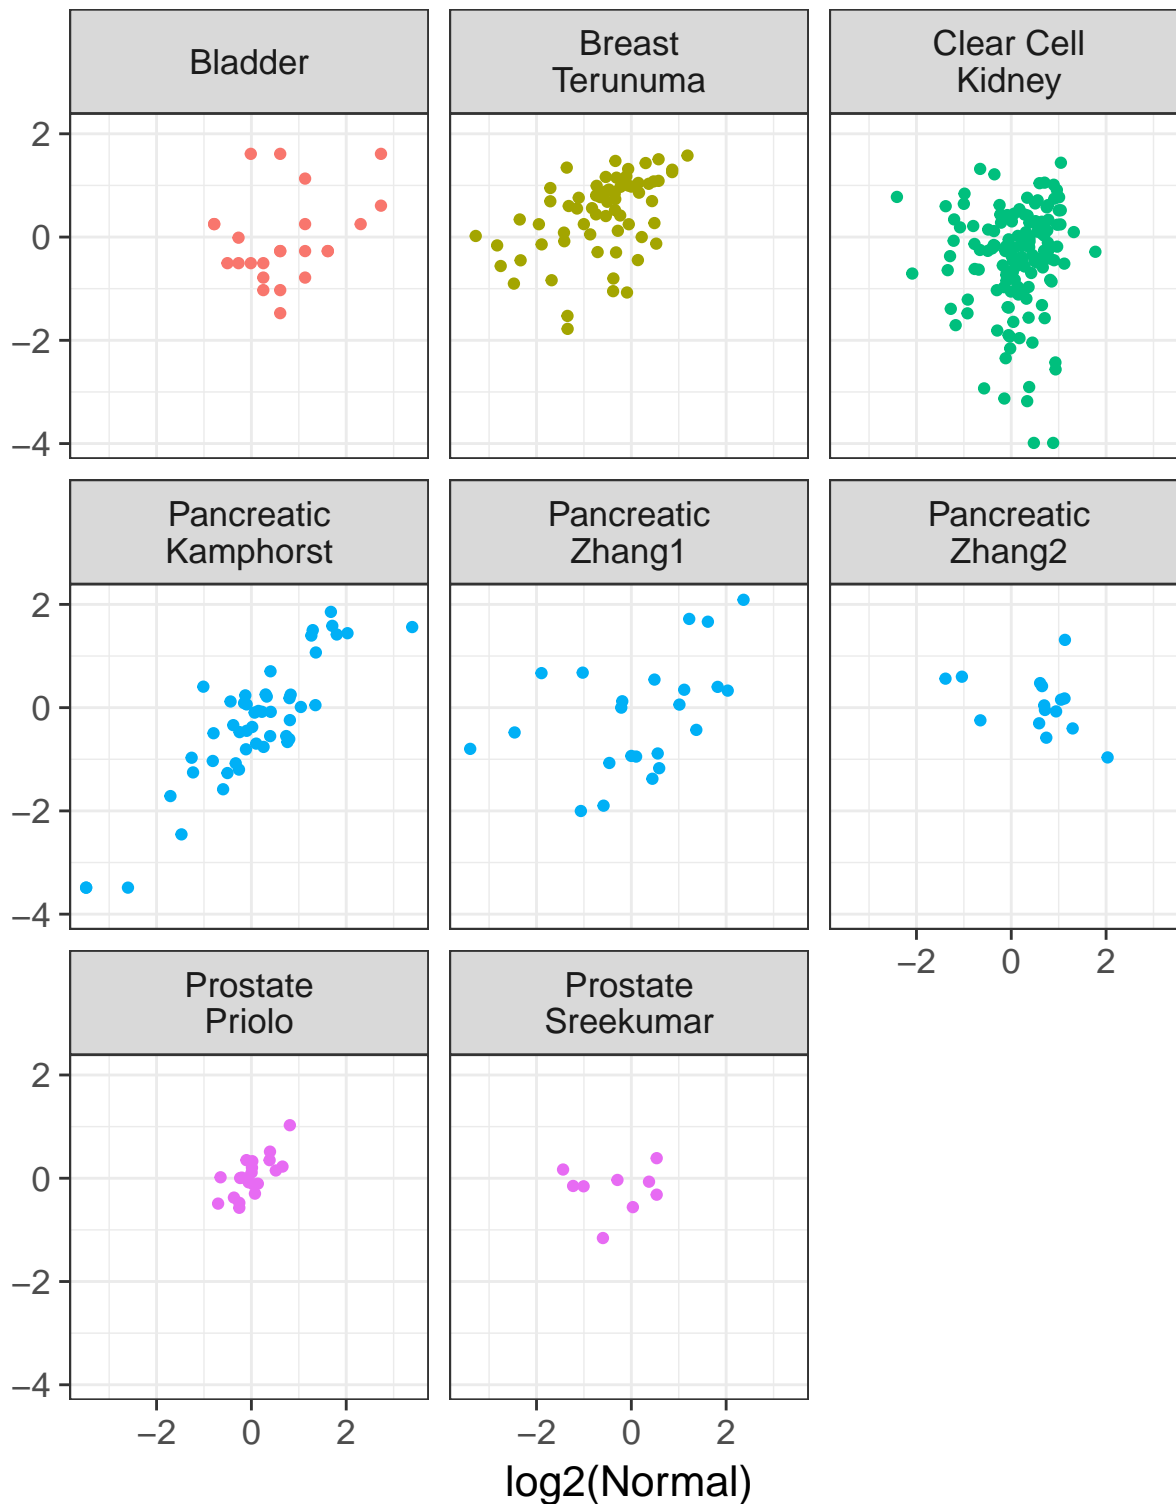 Bladder
Breast
Terunuma
Clear Cell
Kidney
2
0
−2
−4
Pancreatic
Kamphorst
Pancreatic
Zhang1
Pancreatic
Zhang2
2
0
−2
−4
−2 0 2
Prostate
Priolo
Prostate
Sreekumar
2
0
−2
−4
−2 0 2
−2 0 2
log2(Normal)